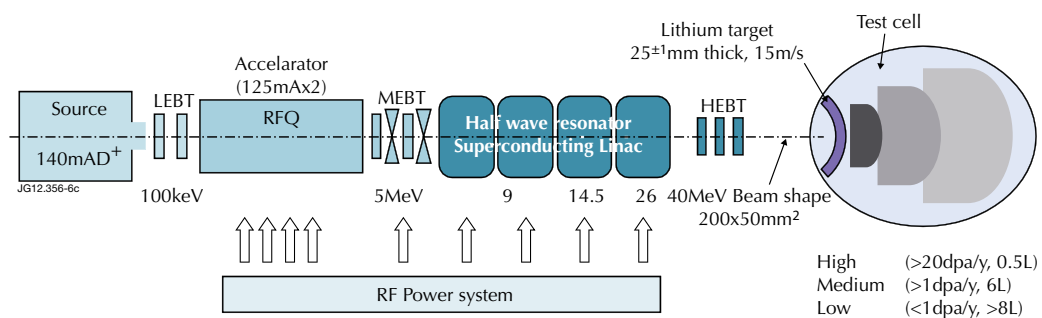 Source
140mAD+
JG12.356-6c
LEBT
100keV
Accelarator
(125mAx2)
RFQ
MEBT
5MeV
Half wave resonator
Superconducting Linac
9
14.5
26
HEBT
40MeV Beam shape
200x50mm2
Lithium target
25±1mm thick, 15m/s
Test cell
RF Power system
High (>20dpa/y, 0.5L)
Medium (>1dpa/y, 6L)
Low (<1dpa/y, >8L)